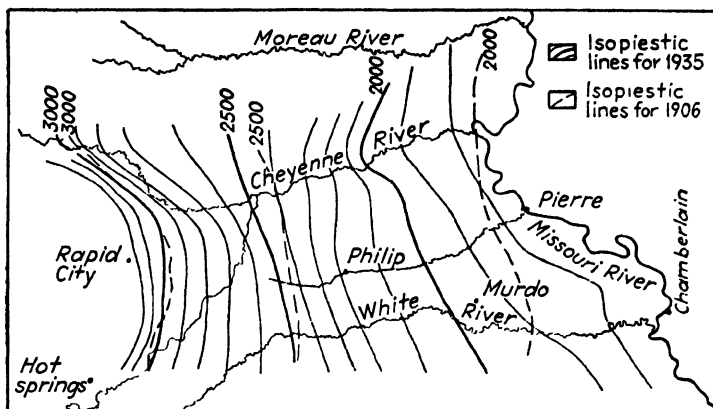 Moreau River
2000
2000
Isopiestic
lines for 1935
Isopiestic
lines for 1906
3000
3000
2500
2500
Cheyenne River
Pierre
Missouri River
Chamberlain
Rapid
City
Philip
Murdo
White River
Hot
springs